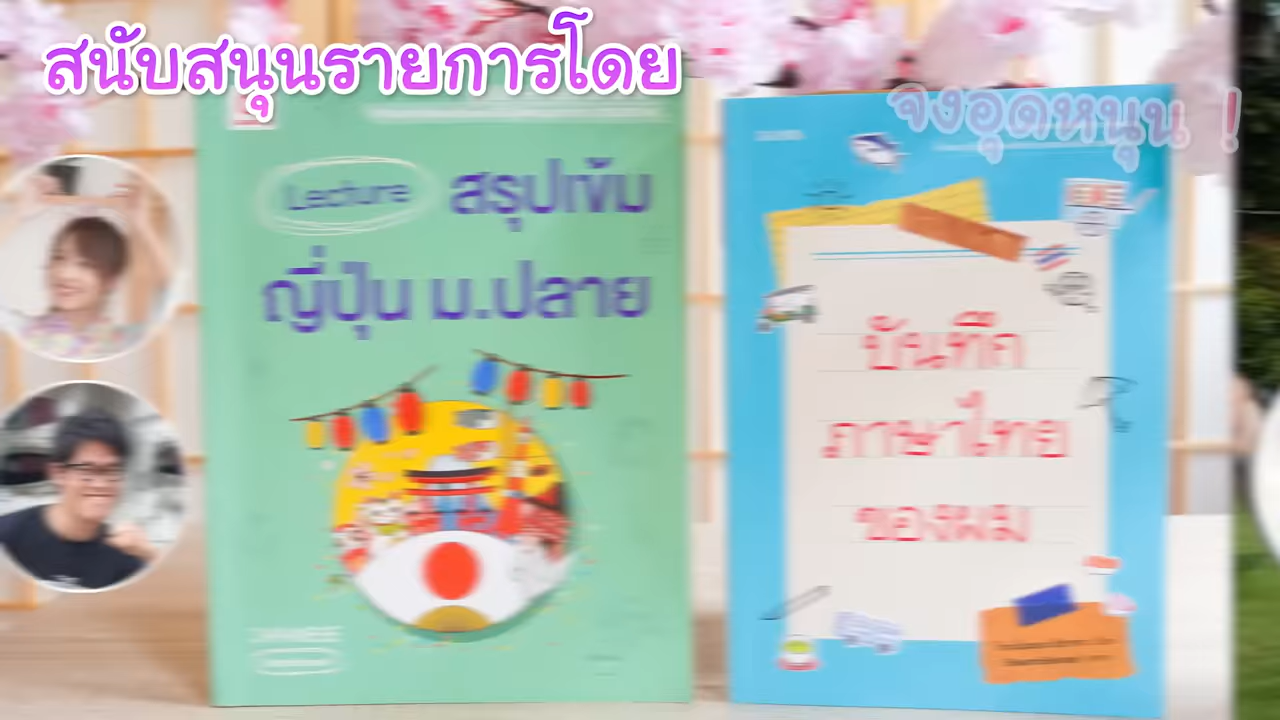 สนับสนุนรายการโดย
จงอุดหนุน !
Lecture สรุปเข้ม
ญี่ปุ่น ม.ปลาย
บันทึก
ภาษาไทย
ของผม